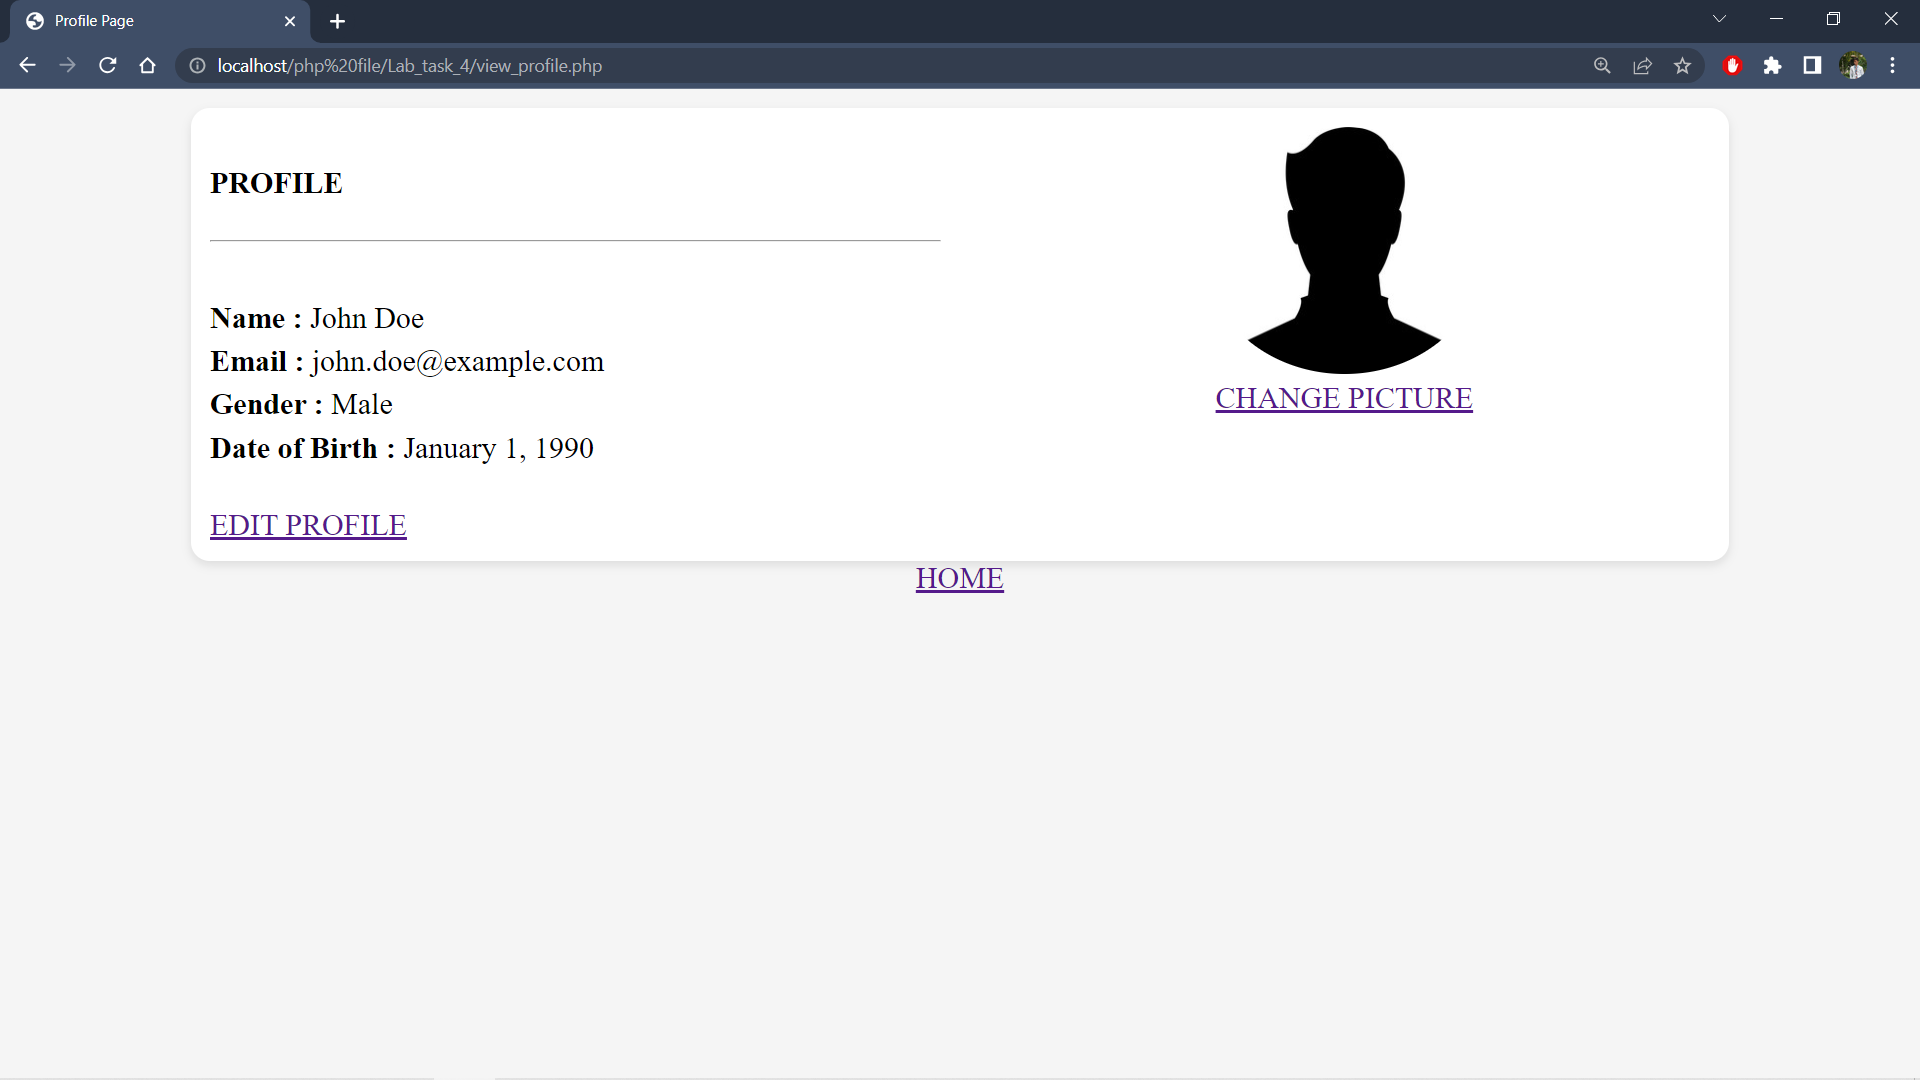 Profile Page
localhost/php%20file/Lab_task_4/view_profile.php
PROFILE
Name : John Doe
Email : john.doe@example.com
Gender : Male
Date of Birth : January 1, 1990
EDIT PROFILE
CHANGE PICTURE
HOME